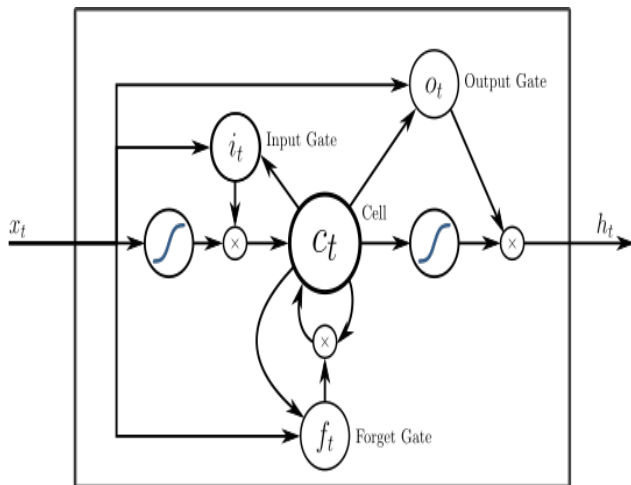 o_t Output Gate
i_t Input Gate
x_t
Cell
c_t
h_t
×
×
×
f_t Forget Gate